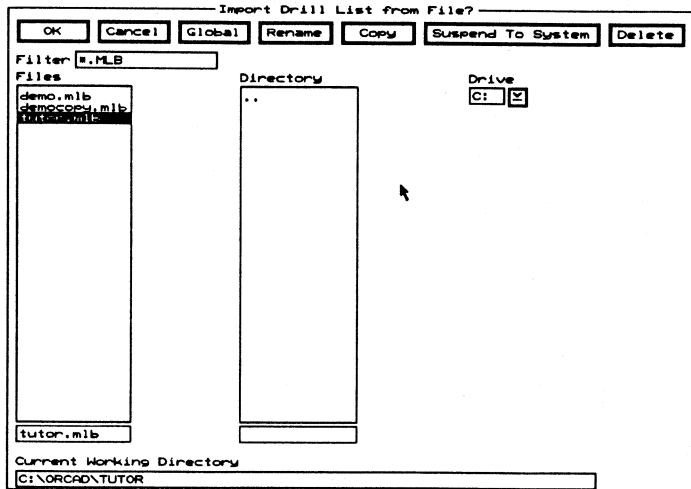 Import Drill List from File?
OK Cancel Global Rename Copy Suspend To System Delete
Filter *.MLB
Files Directory Drive
demo.mlb .. C:
democopy.mlb
tutor.mlb
tutor.mlb
Current Working Directory
C:\ORCAD\TUTOR